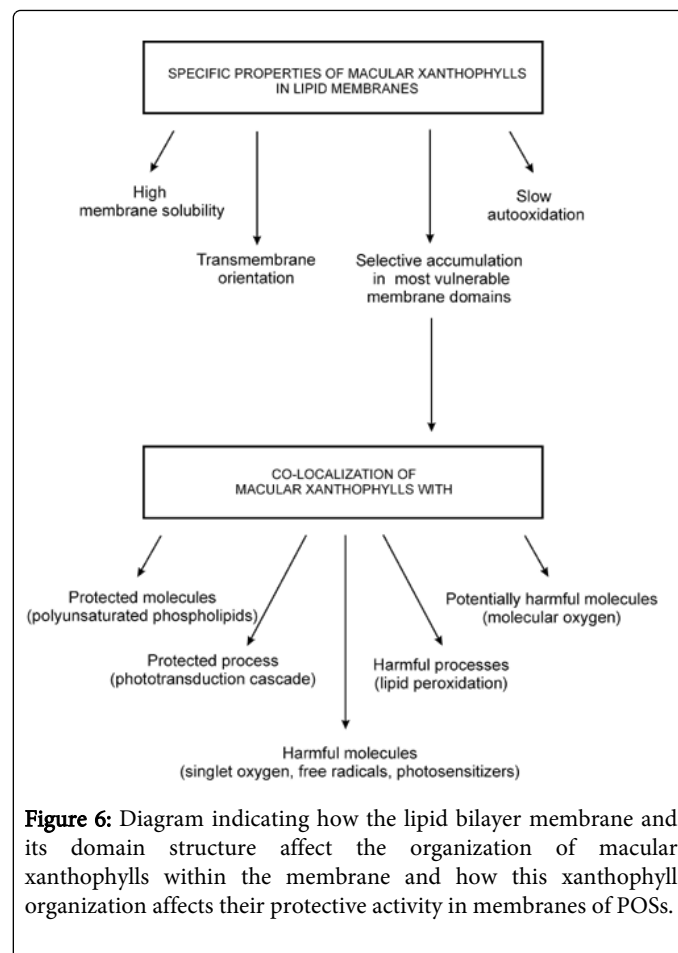 SPECIFIC PROPERTIES OF MACULAR XANTHOPHYLLS
IN LIPID MEMBRANES
High
membrane solubility
Slow
autooxidation
Transmembrane
orientation
Selective accumulation
in most vulnerable
membrane domains
CO-LOCALIZATION OF
MACULAR XANTHOPHYLLS WITH
Protected molecules
(polyunsaturated phospholipids)
Potentially harmful molecules
(molecular oxygen)
Protected process
(phototransduction cascade)
Harmful processes
(lipid peroxidation)
Harmful molecules
(singlet oxygen, free radicals, photosensitizers)
Figure 6: Diagram indicating how the lipid bilayer membrane and
its domain structure affect the organization of macular
xanthophylls within the membrane and how this xanthophyll
organization affects their protective activity in membranes of POSs.